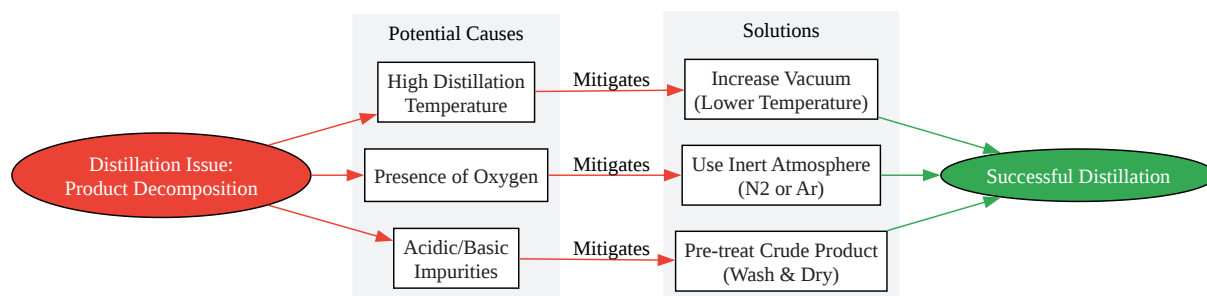 Potential Causes
Solutions
High Distillation
Temperature
Mitigates
Increase Vacuum
(Lower Temperature)
Distillation Issue:
Product Decomposition
Presence of Oxygen
Mitigates
Use Inert Atmosphere
(N2 or Ar)
Successful Distillation
Acidic/Basic
Impurities
Mitigates
Pre-treat Crude Product
(Wash & Dry)